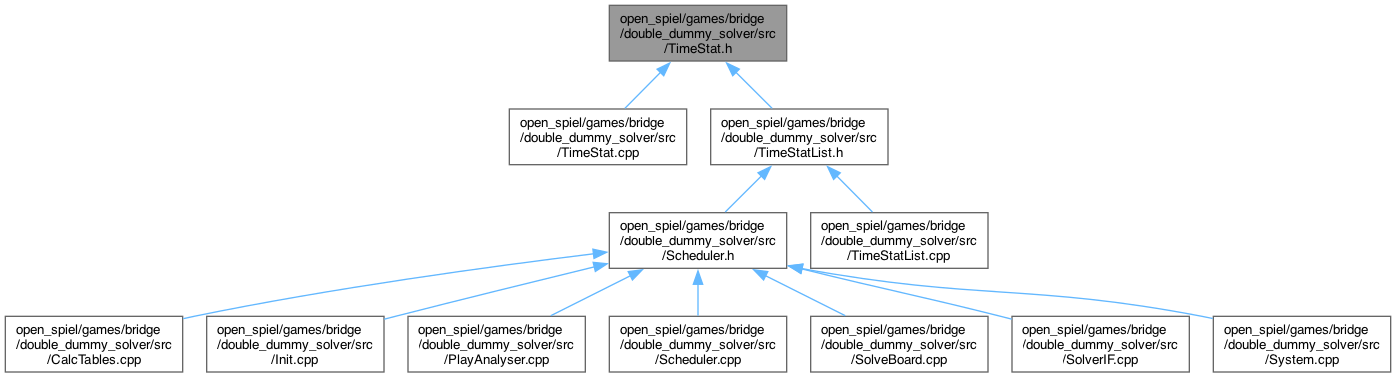 open_spiel/games/bridge
/double_dummy_solver/src
/TimeStat.h
open_spiel/games/bridge
/double_dummy_solver/src
/TimeStat.cpp
open_spiel/games/bridge
/double_dummy_solver/src
/TimeStatList.h
open_spiel/games/bridge
/double_dummy_solver/src
/Scheduler.h
open_spiel/games/bridge
/double_dummy_solver/src
/TimeStatList.cpp
open_spiel/games/bridge
/double_dummy_solver/src
/CalcTables.cpp
open_spiel/games/bridge
/double_dummy_solver/src
/Init.cpp
open_spiel/games/bridge
/double_dummy_solver/src
/PlayAnalyser.cpp
open_spiel/games/bridge
/double_dummy_solver/src
/Scheduler.cpp
open_spiel/games/bridge
/double_dummy_solver/src
/SolveBoard.cpp
open_spiel/games/bridge
/double_dummy_solver/src
/SolverIF.cpp
open_spiel/games/bridge
/double_dummy_solver/src
/System.cpp